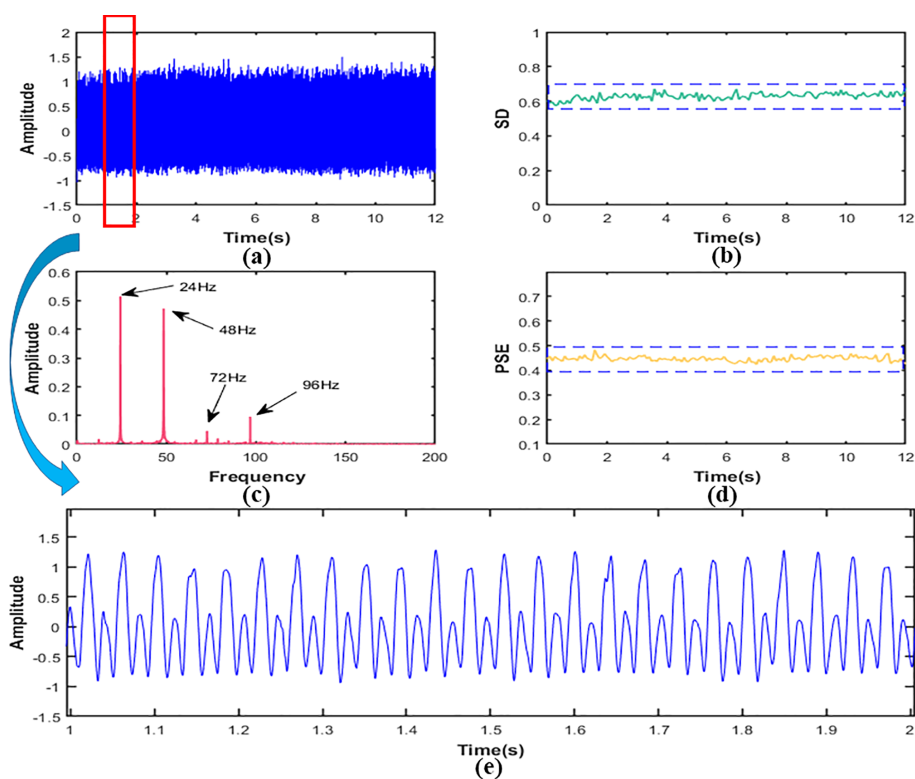 2
1.5
1
0.5
0
-0.5
-1
-1.5
Amplitude
0 2 4 6 8 10 12
Time(s)
(a)
1
0.8
0.6
0.4
0.2
0
SD
0 2 4 6 8 10 12
Time(s)
(b)
0.6
0.5
0.4
0.3
0.2
0.1
0
Amplitude
24Hz
48Hz
72Hz
96Hz
0 50 100 150 200
Frequency
(c)
0.7
0.6
0.5
0.4
0.3
0.2
0.1
PSE
0 2 4 6 8 10 12
Time(s)
(d)
1.5
1
0.5
0
-0.5
-1
-1.5
Amplitude
1 1.1 1.2 1.3 1.4 1.5 1.6 1.7 1.8 1.9 2
Time(s)
(e)